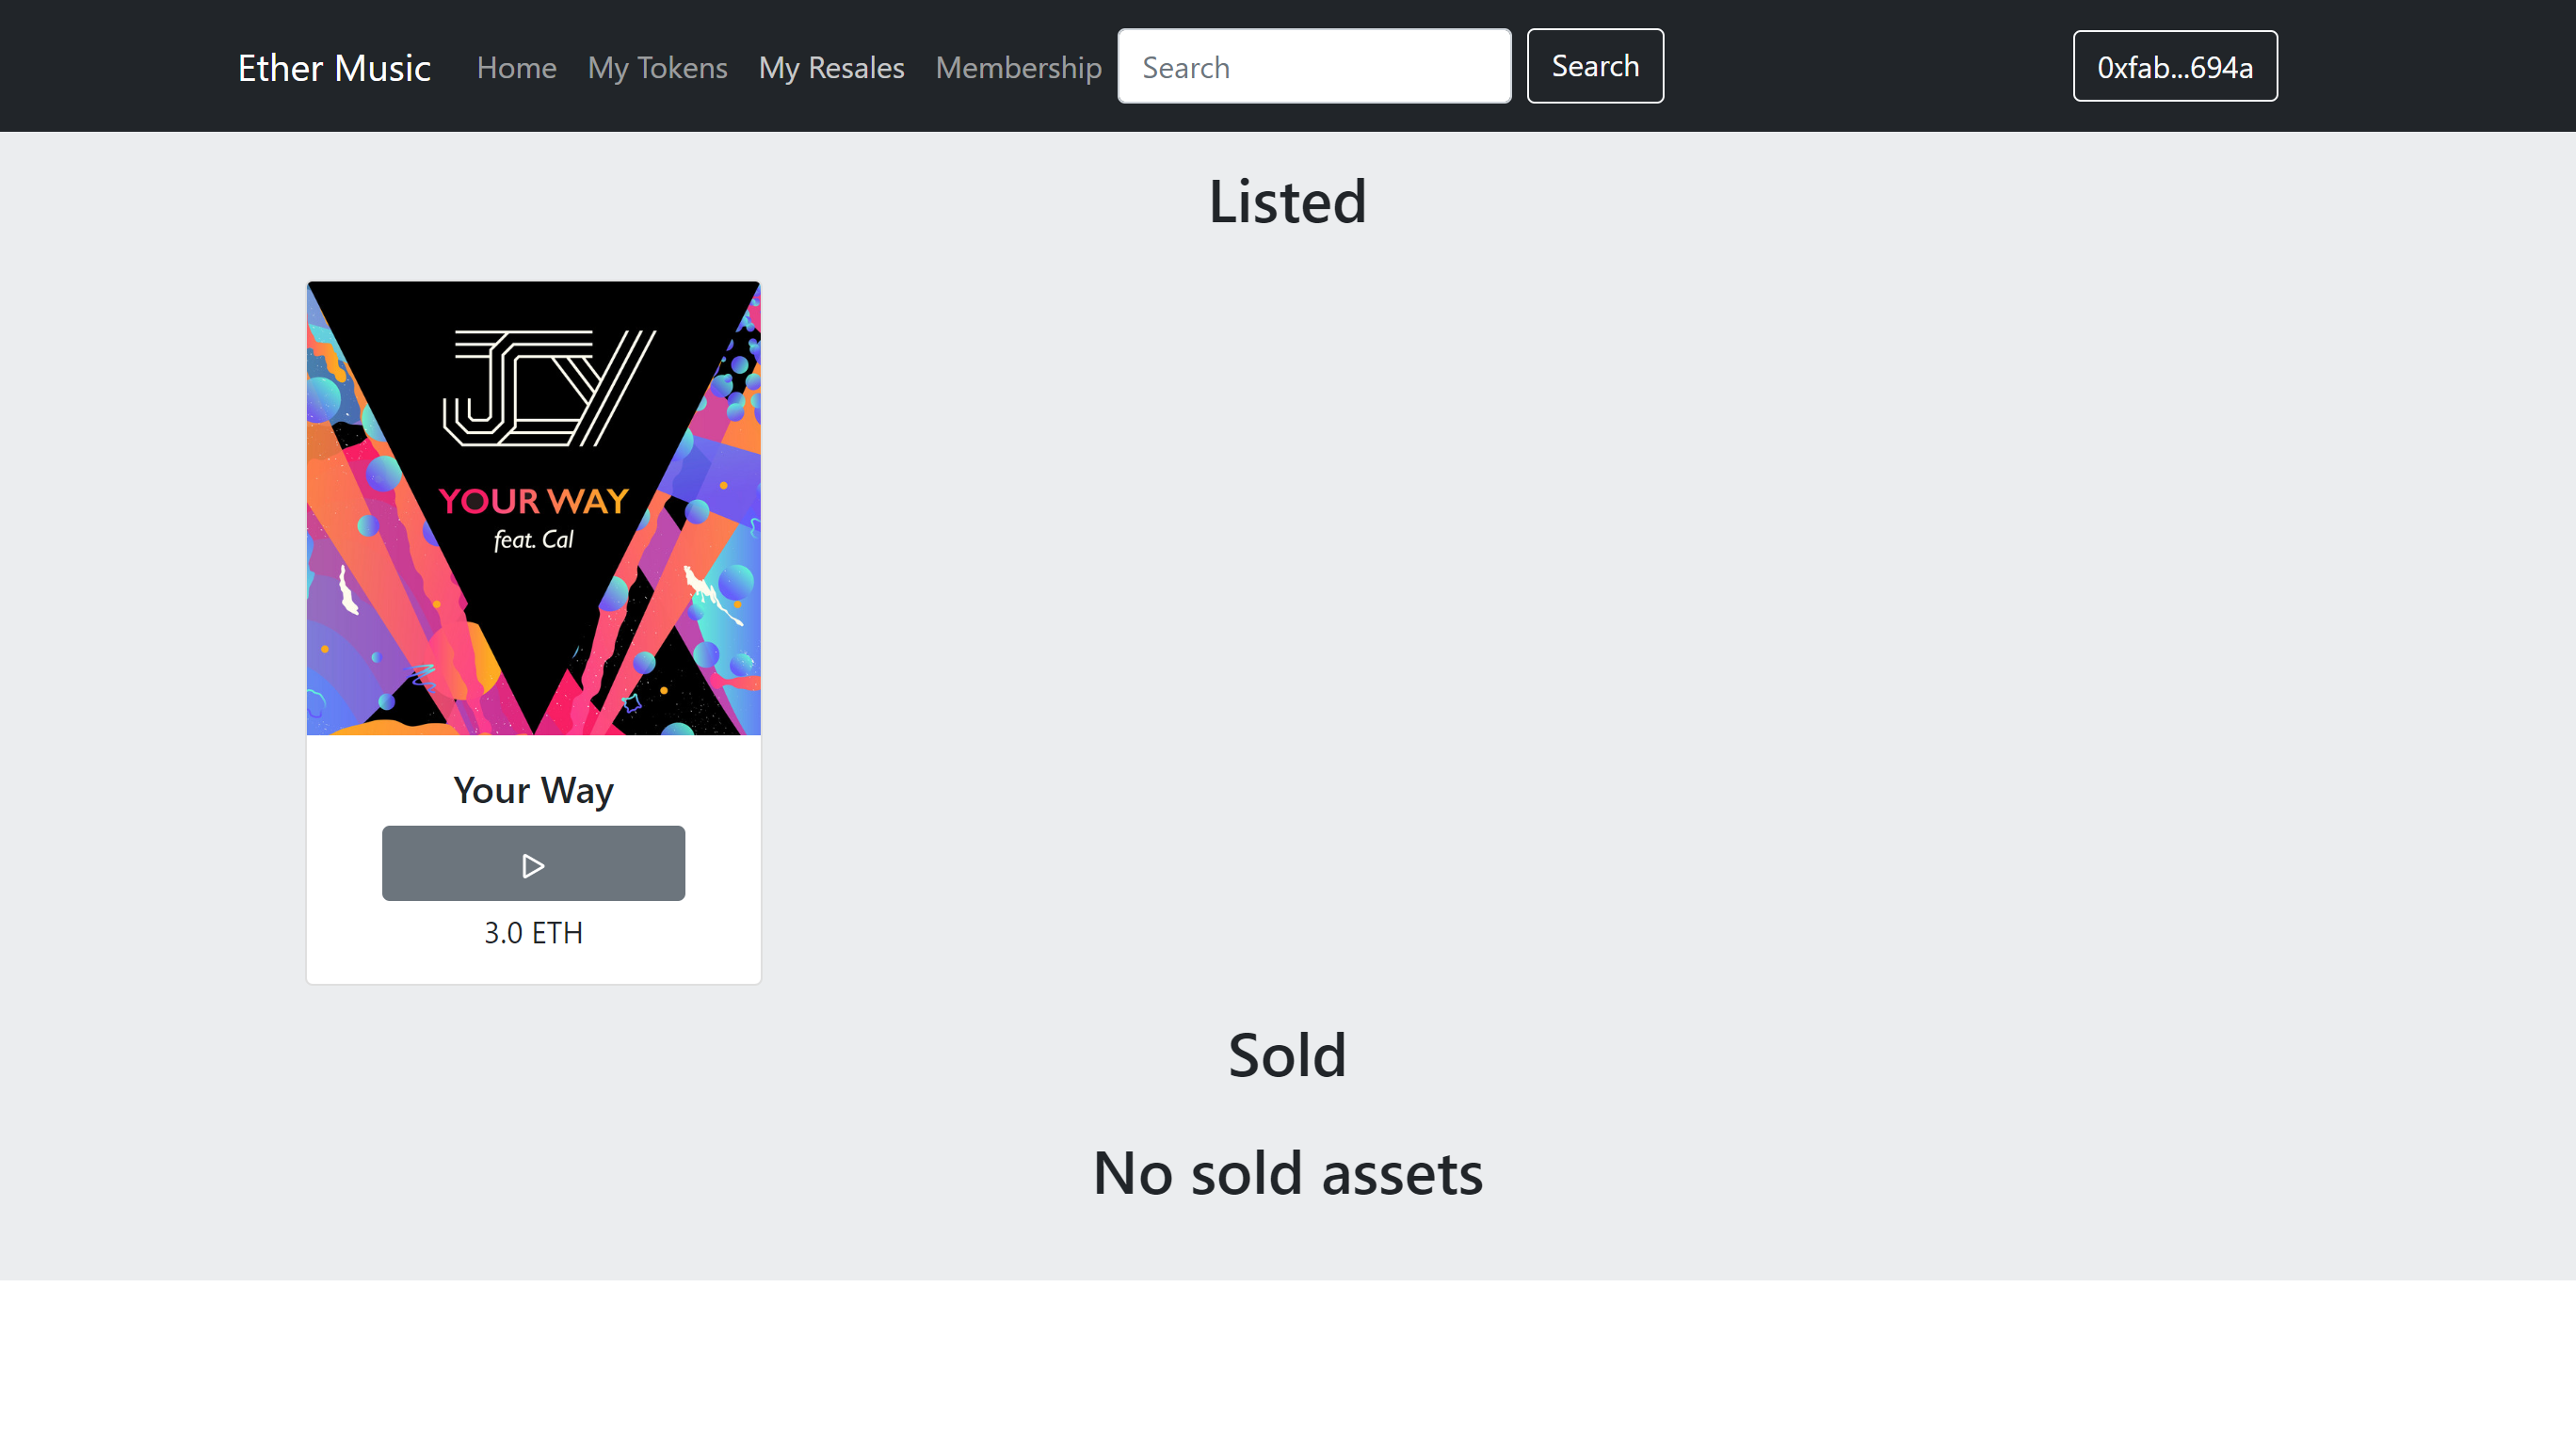 Ether Music Home My Tokens My Resales Membership Search Search 0xfab...694a
Listed
JCY
YOUR WAY
feat. Cal
Your Way
3.0 ETH
Sold
No sold assets